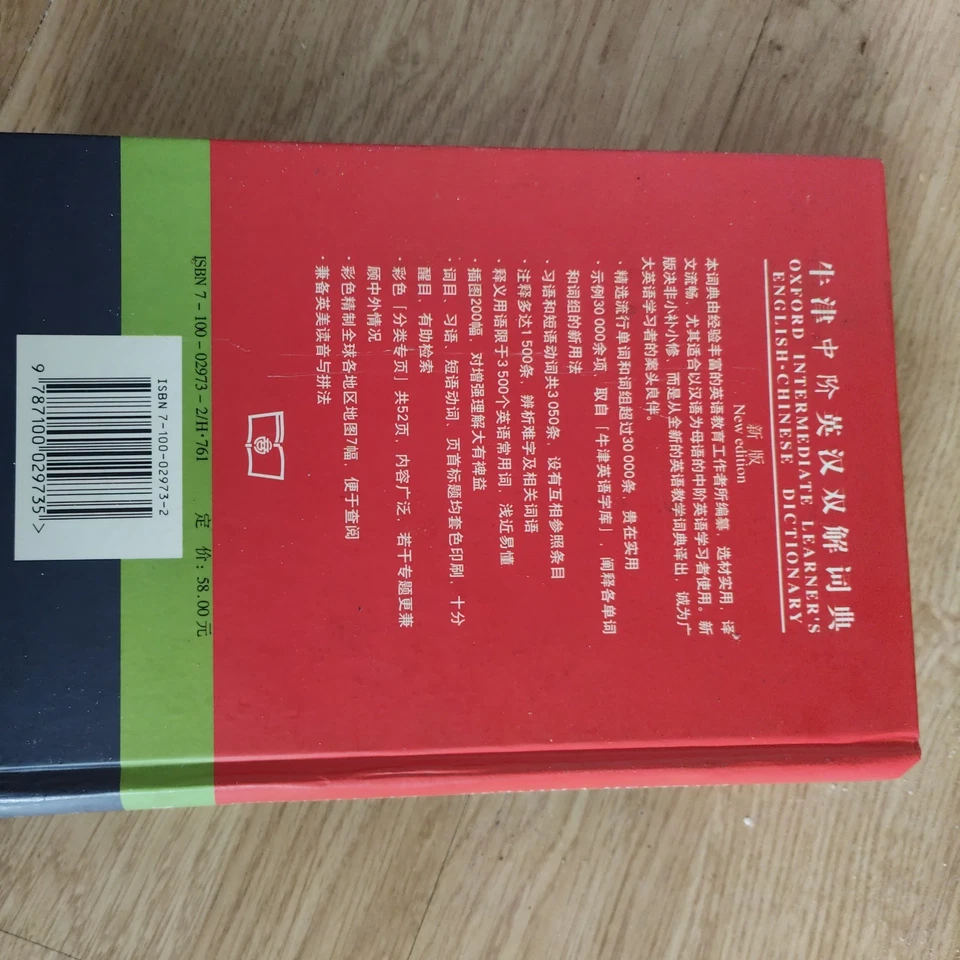 牛津中阶英汉双解词典
OXFORD INTERMEDIATE LEARNER'S
ENGLISH·CHINESE DICTIONARY
新版
New edition
本词典由经验丰富的英语教育工作者所编纂，选材实用，译
文流畅，尤其适合以汉语为母语的中阶英语学习者使用。新
版决非小补小修，而是从全新的英语教学词典译出，诚为广
大英语学习者的案头良伴。
·精选流行单词和词组超过30 000条，贵在实用
·示例30 000余项，取自「牛津英语字库」，阐释各单词
和词组的新用法
·习语和短语动词共3 050条，设有互相参照条目
·注释多达1 500条，辨析难字及相关词语
·释义用语限于3 500个英语常用词，浅近易懂
·插图200幅，对增强理解大有裨益
·词目、习语、短语动词、页首标题均套色印刷，十分
醒目，有助检索
·彩色「分类专页」共52页，内容广泛，若干专题更兼
顾中外情况
·彩色精制全球各地区地图7幅，便于查阅
·兼备英美读音与拼法
ISBN 7-100-02973-2/H·761 定价：58.00元
ISBN 7-100-02973-2
9 787100 029735 >